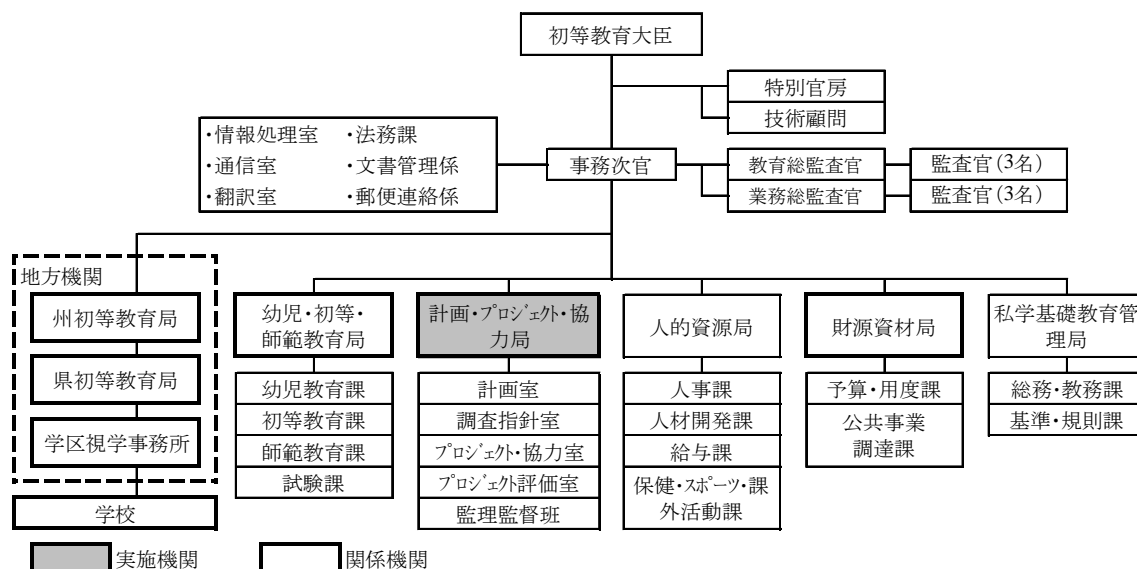 初等教育大臣
特別官房
技術顧問
・情報処理室 ・法務課
・通信室 ・文書管理係
・翻訳室 ・郵便連絡係
事務次官
教育総監査官
監査官(3名)
業務総監査官
監査官(3名)
地方機関
州初等教育局
県初等教育局
学区視学事務所
学校
幼児・初等・
師範教育局
幼児教育課
初等教育課
師範教育課
試験課
計画・プロジェクト・協
力局
計画室
調査指針室
プロジェクト・協力室
プロジェクト評価室
監理監督班
人的資源局
人事課
人材開発課
給与課
保健・スポーツ・課
外活動課
財源資材局
予算・用度課
公共事業
調達課
私学基礎教育管
理局
総務・教務課
基準・規則課
実施機関
関係機関